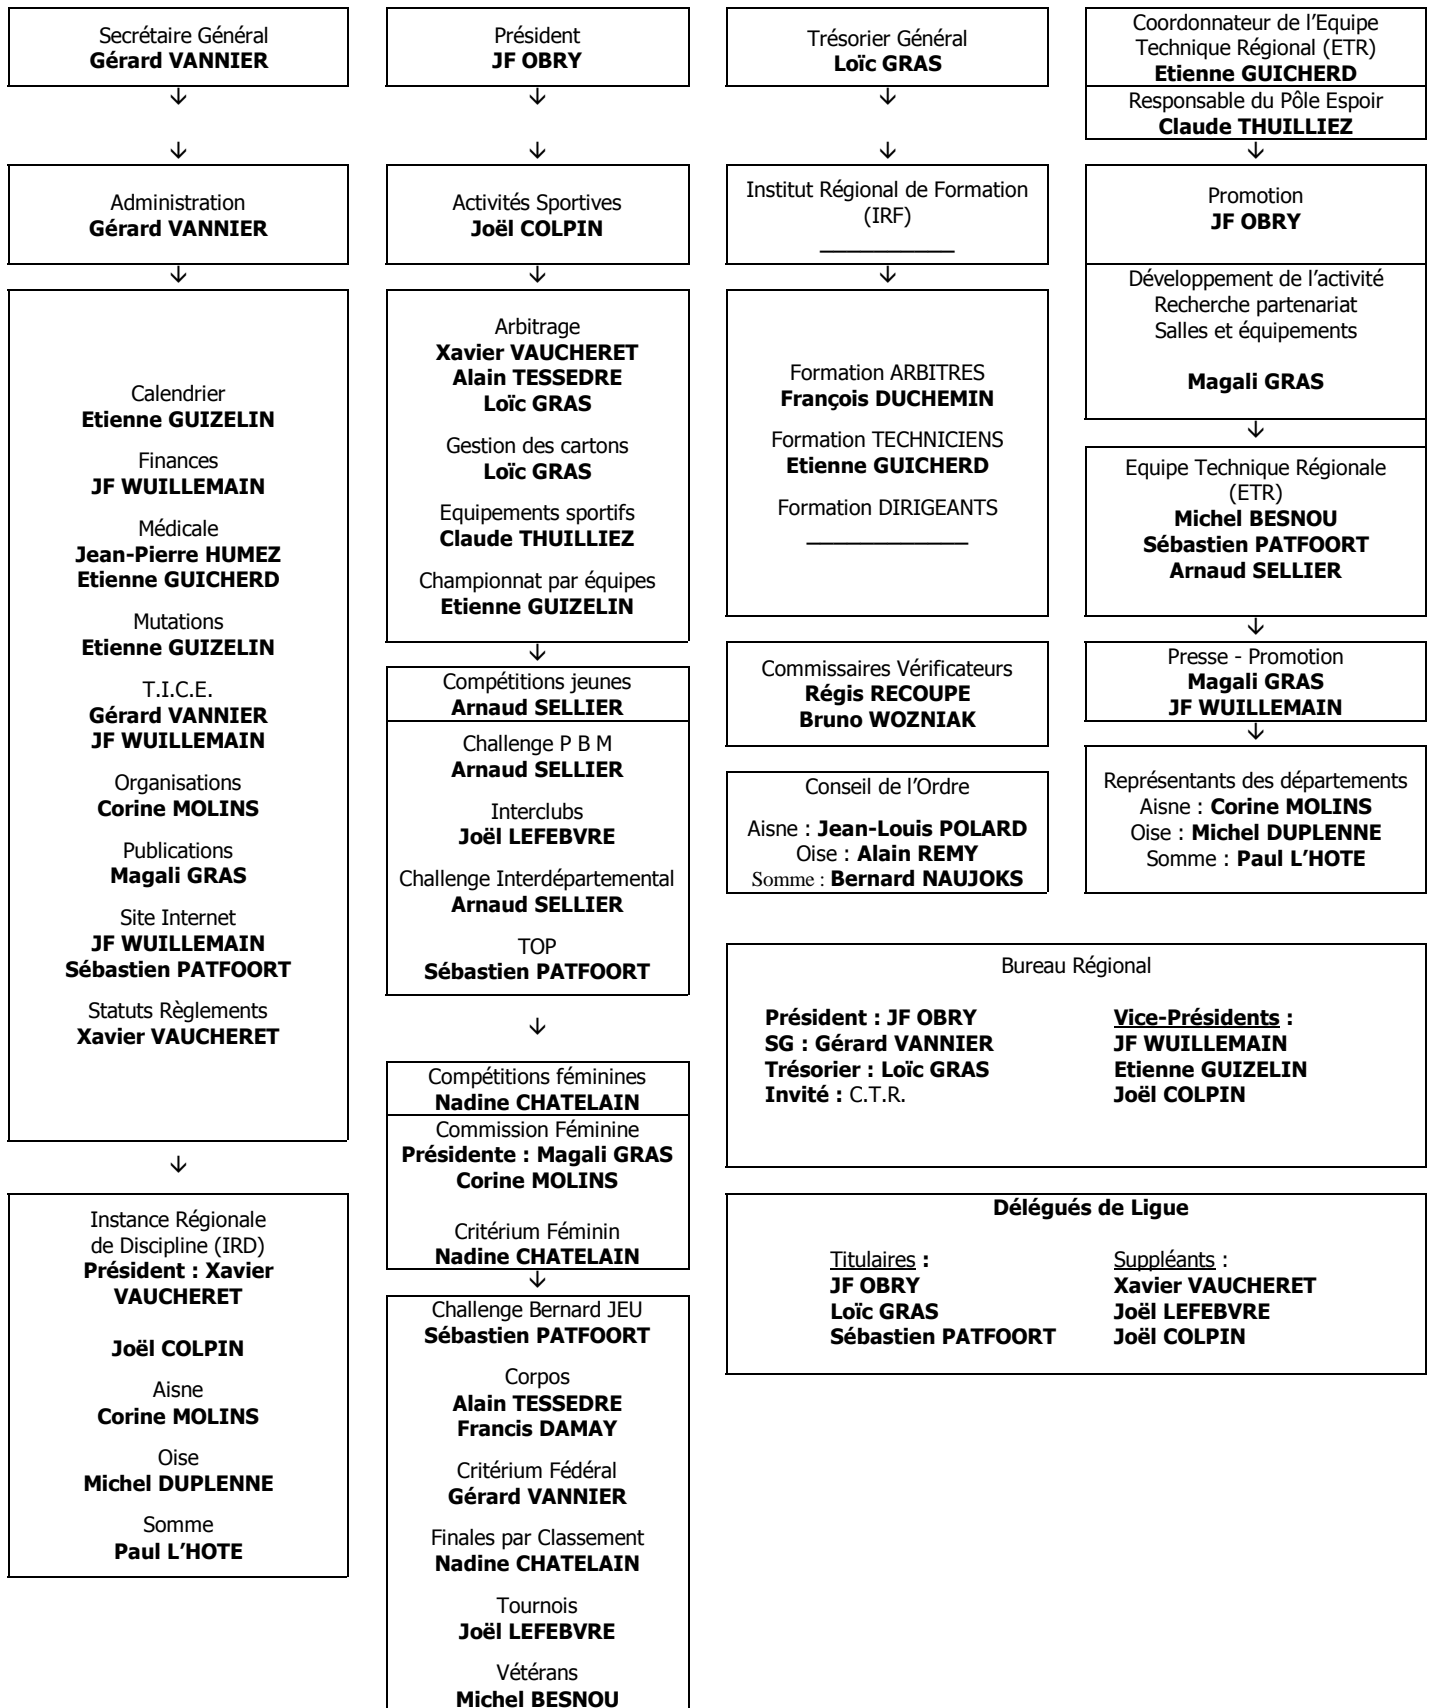 Secrétaire Général
Gérard VANNIER
Administration
Gérard VANNIER
Calendrier
Etienne GUIZELIN
Finances
JF WUILLEMAIN
Médicale
Jean-Pierre HUMEZ
Etienne GUICHERD
Mutations
Etienne GUIZELIN
T.I.C.E.
Gérard VANNIER
JF WUILLEMAIN
Organisations
Corine MOLINS
Publications
Magali GRAS
Site Internet
JF WUILLEMAIN
Sébastien PATFOORT
Statuts Règlements
Xavier VAUCHERET
Instance Régionale
de Discipline (IRD)
Président : Xavier
VAUCHERET
Joël COLPIN
Aisne
Corine MOLINS
Oise
Michel DUPLENNE
Somme
Paul L’HOTE
Président
JF OBRY
Activités Sportives
Joël COLPIN
Arbitrage
Xavier VAUCHERET
Alain TESSEDRE
Loïc GRAS
Gestion des cartons
Loïc GRAS
Equipements sportifs
Claude THUILLIEZ
Championnat par équipes
Etienne GUIZELIN
Compétitions jeunes
Arnaud SELLIER
Challenge P B M
Arnaud SELLIER
Interclubs
Joël LEFEBVRE
Challenge Interdépartemental
Arnaud SELLIER
TOP
Sébastien PATFOORT
Compétitions féminines
Nadine CHATELAIN
Commission Féminine
Présidente : Magali GRAS
Corine MOLINS
Critérium Féminin
Nadine CHATELAIN
Challenge Bernard JEU
Sébastien PATFOORT
Corpos
Alain TESSEDRE
Francis DAMAY
Critérium Fédéral
Gérard VANNIER
Finales par Classement
Nadine CHATELAIN
Tournois
Joël LEFEBVRE
Vétérans
Michel BESNOU
Trésorier Général
Loïc GRAS
Institut Régional de Formation
(IRF)
Formation ARBITRES
François DUCHEMIN
Formation TECHNICIENS
Etienne GUICHERD
Formation DIRIGEANTS
Commissaires Vérificateurs
Régis RECOUPE
Bruno WOZNIAK
Conseil de l’Ordre
Aisne : Jean-Louis POLARD
Oise : Alain REMY
Somme : Bernard NAUJOKS
Coordonnateur de l’Equipe
Technique Régional (ETR)
Etienne GUICHERD
Responsable du Pôle Espoir
Claude THUILLIEZ
Promotion
JF OBRY
Développement de l’activité
Recherche partenariat
Salles et équipements
Magali GRAS
Equipe Technique Régionale
(ETR)
Michel BESNOU
Sébastien PATFOORT
Arnaud SELLIER
Presse - Promotion
Magali GRAS
JF WUILLEMAIN
Représentants des départements
Aisne : Corine MOLINS
Oise : Michel DUPLENNE
Somme : Paul L’HOTE
Bureau Régional
Président : JF OBRY
SG : Gérard VANNIER
Trésorier : Loïc GRAS
Invité : C.T.R.
Vice-Présidents :
JF WUILLEMAIN
Etienne GUIZELIN
Joël COLPIN
Délégués de Ligue
Titulaires :
JF OBRY
Loïc GRAS
Sébastien PATFOORT
Suppléants :
Xavier VAUCHERET
Joël LEFEBVRE
Joël COLPIN